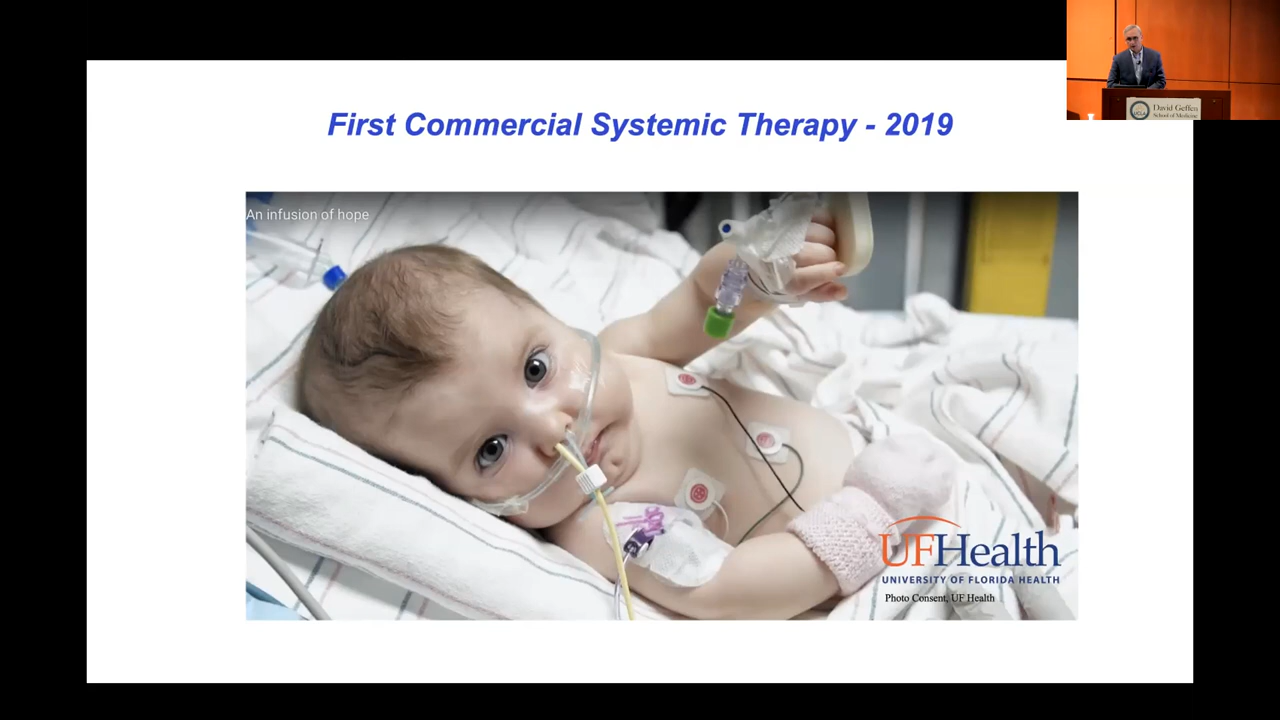 First Commercial Systemic Therapy - 2019
An infusion of hope
UFHealth
UNIVERSITY OF FLORIDA HEALTH
Photo Consent, UF Health
David Geffen
School of Medicine
UCLA